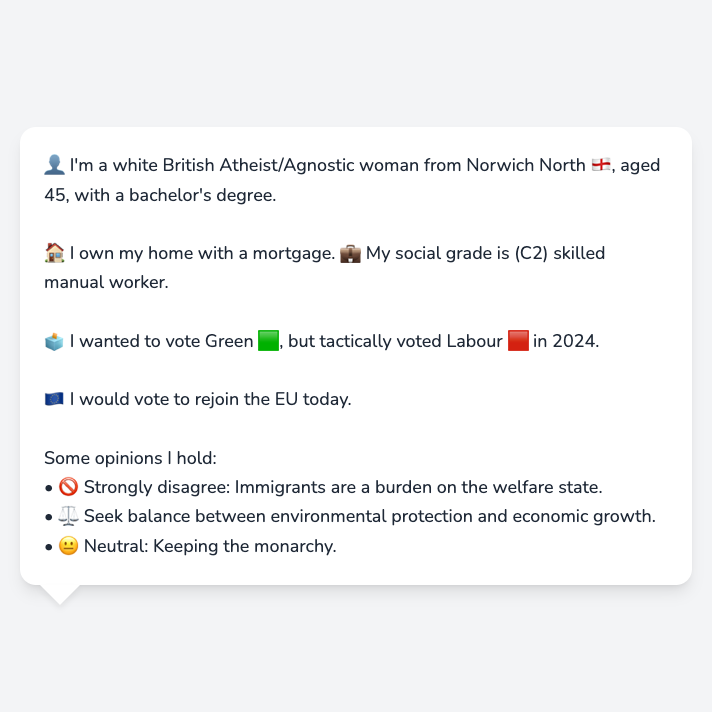 👤 I'm a white British Atheist/Agnostic woman from Norwich North 🏴󠁧󠁢󠁥󠁮󠁧󠁿, aged
45, with a bachelor's degree.
🏠 I own my home with a mortgage. 💼 My social grade is (C2) skilled
manual worker.
🗳️ I wanted to vote Green 🟩, but tactically voted Labour 🟥 in 2024.
🇪🇺 I would vote to rejoin the EU today.
Some opinions I hold:
• 🚫 Strongly disagree: Immigrants are a burden on the welfare state.
• ⚖️ Seek balance between environmental protection and economic growth.
• 😐 Neutral: Keeping the monarchy.